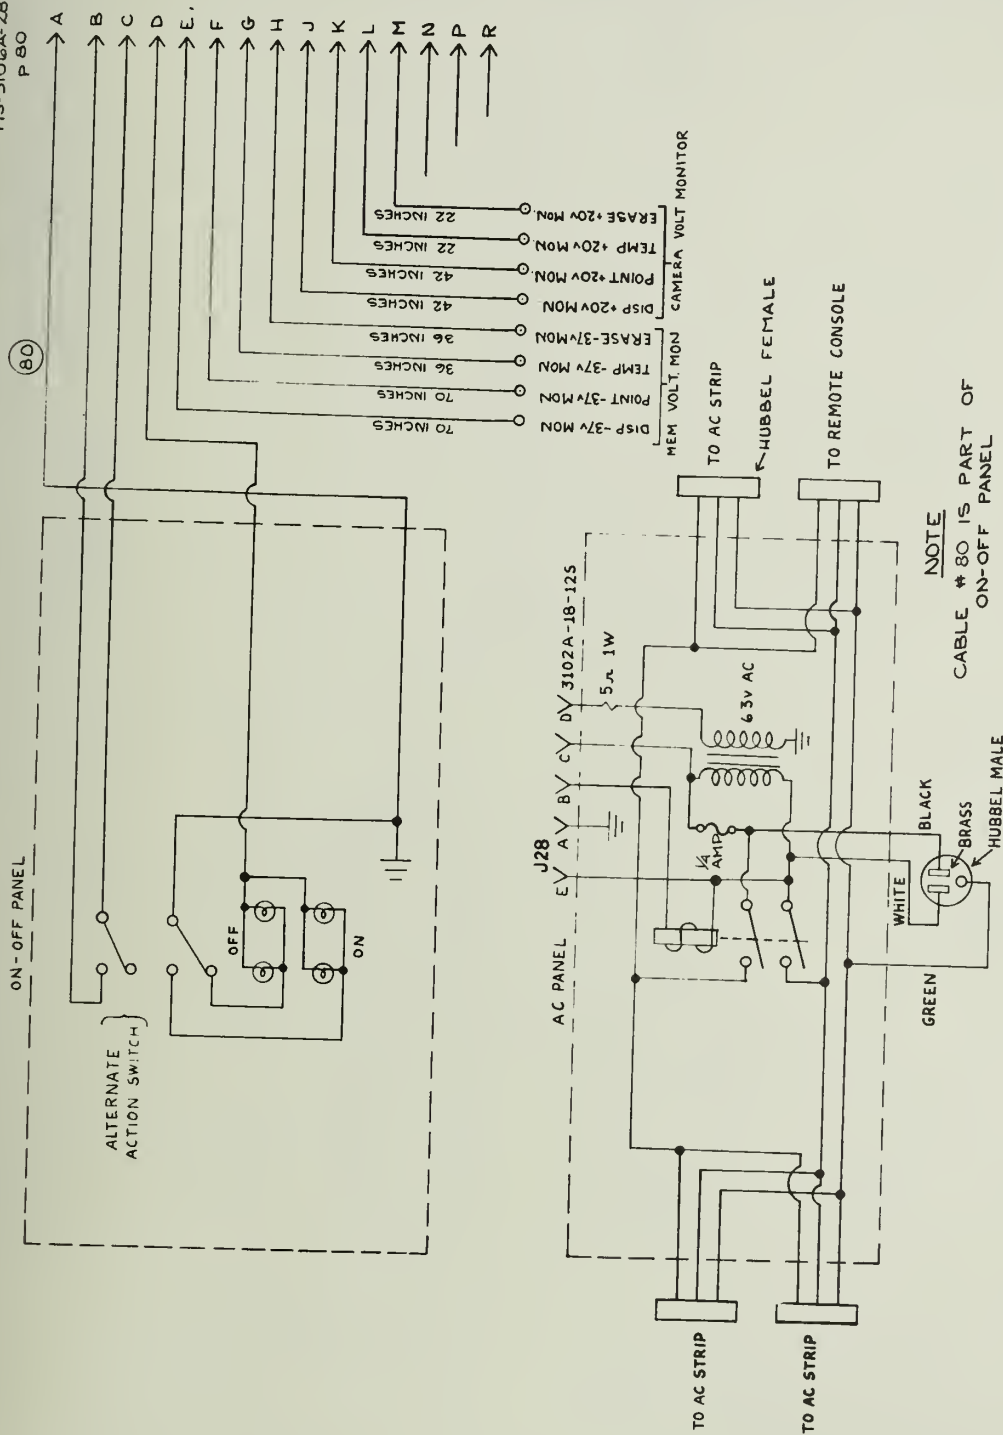 P 80
80
A
B
C
D
E.
F
G
H
J
K
L
M
N
P
R
ON-OFF PANEL
ALTERNATE
ACTION SWITCH
OFF
ON
22 INCHES
22 INCHES
42 INCHES
42 INCHES
36 INCHES
36 INCHES
70 INCHES
70 INCHES
ERASE+20V MON.
TEMP +20V MON
POINT +20V MON
DISP +20V MON
ERASE-37V MON
TEMP -37V MON
POINT -37V MON
DISP -37V MON
CAMERA VOLT MONITOR
MEM VOLT. MON
AC PANEL
J28
E
A
B
C
D
3102A-18-12S
5Ω 1W
63V AC
1/4
AMP
TO AC STRIP
HUBBEL FEMALE
TO REMOTE CONSOLE
TO AC STRIP
TO AC STRIP
BLACK
WHITE
GREEN
BRASS
HUBBEL MALE
NOTE
CABLE #80 IS PART OF
ON-OFF PANEL